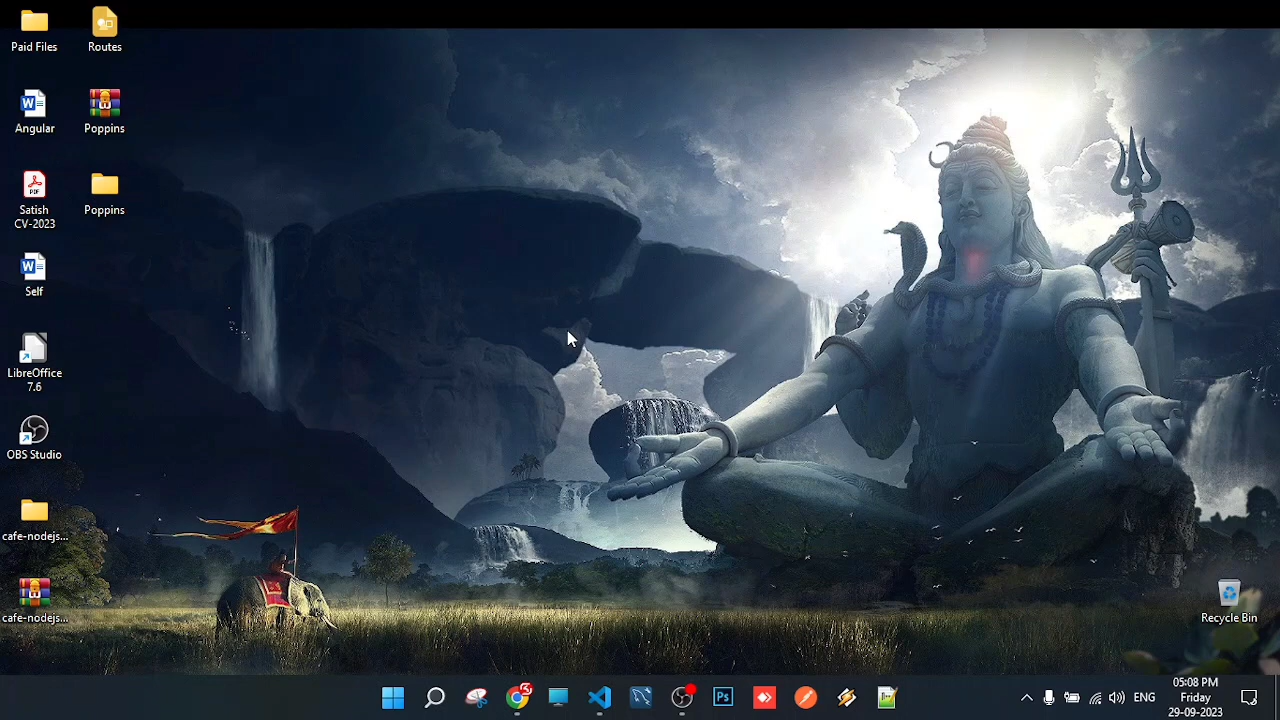 Paid Files
Routes
Angular
Poppins
Satish
CV-2023
Poppins
Self
LibreOffice
7.6
OBS Studio
cafe-nodejs...
cafe-nodejs...
Recycle Bin
Ps
ENG
05:08 PM
Friday
29-09-2023